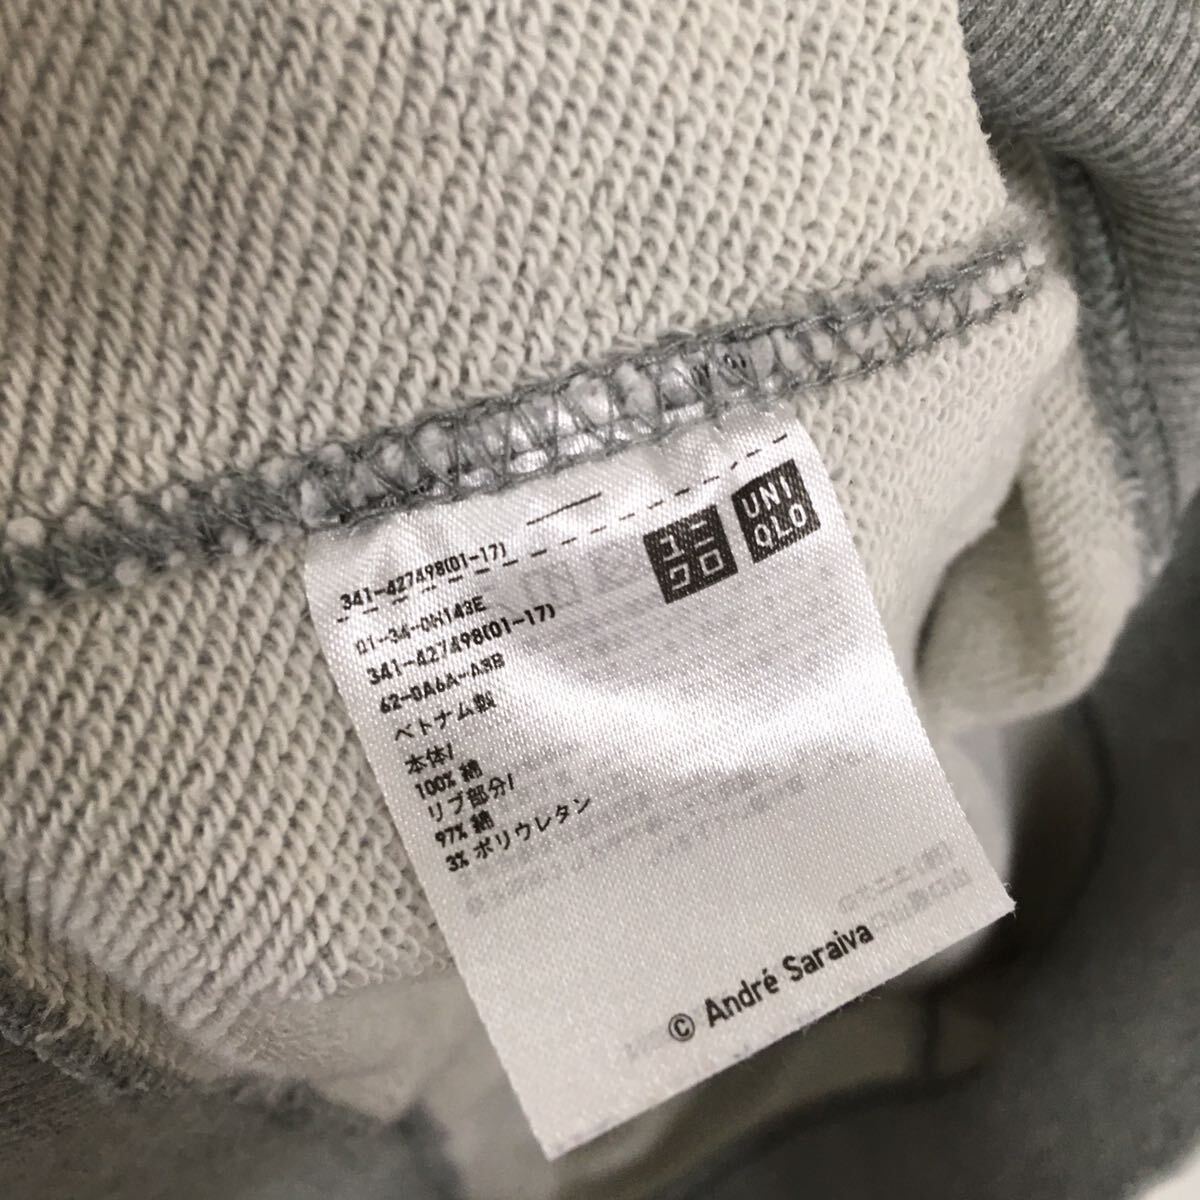 ユニ
クロ
UNI
QLO
341-427498(01-17)
01-34-0H143E
341-427498(01-17)
62-0A6A-A3B
ベトナム製
本体/
100% 綿
リブ部分/
97% 綿
3% ポリウレタン
© André Saraiva